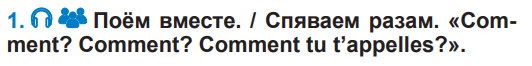 1. Поём вместе. / Спяваем разам. «Com-
ment? Comment? Comment tu t’appelles?».